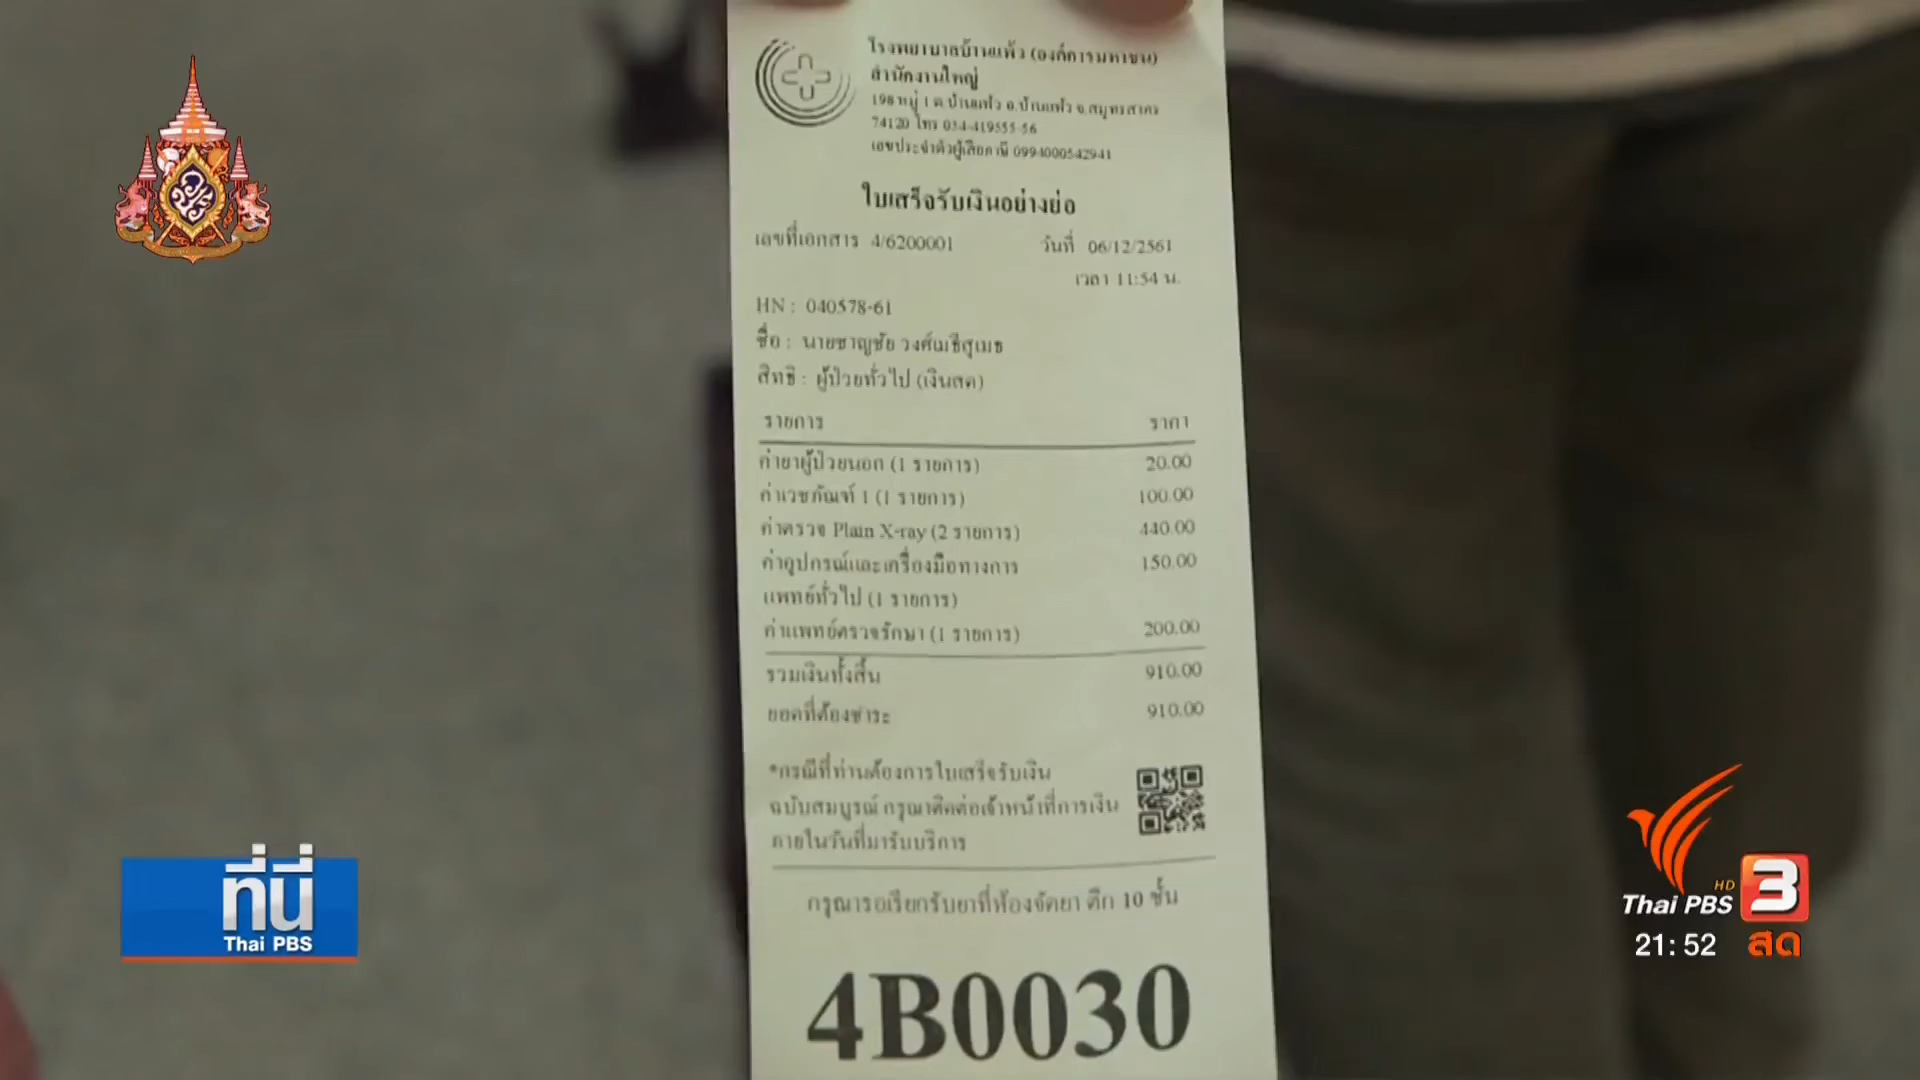 โรงพยาบาลบ้านแพ้ว (องค์การมหาชน)
สำนักงานใหญ่
198 หมู่ 1 ต.บ้านแพ้ว อ.บ้านแพ้ว จ.สมุทรสาคร
74120 โทร 034-419555-56
เลขประจำตัวผู้เสียภาษี 0994000542941
ใบเสร็จรับเงินอย่างย่อ
เลขที่เอกสาร 4/6200001 วันที่ 06/12/2561
เวลา 11:54 น.
HN : 040578-61
ชื่อ : นายชาญชัย วงศ์เมธีสุเมธ
สิทธิ : ผู้ป่วยทั่วไป (เงินสด)
รายการ ราคา
ค่ายาผู้ป่วยนอก (1 รายการ) 20.00
ค่าเวชภัณฑ์ 1 (1 รายการ) 100.00
ค่าตรวจ Plain X-ray (2 รายการ) 440.00
ค่าอุปกรณ์และเครื่องมือทางการ 150.00
แพทย์ทั่วไป (1 รายการ)
ค่าแพทย์ตรวจรักษา (1 รายการ) 200.00
รวมเงินทั้งสิ้น 910.00
ยอดที่ต้องชำระ 910.00
*กรณีที่ท่านต้องการใบเสร็จรับเงิน
ฉบับสมบูรณ์ กรุณาติดต่อเจ้าหน้าที่การเงิน
ภายในวันที่มารับบริการ
กรุณารอเรียกรับยาที่ห้องจัดยา ตึก 10 ชั้น
4B0030
ที่นี่
Thai PBS
HD
Thai PBS 3
21:52 สด